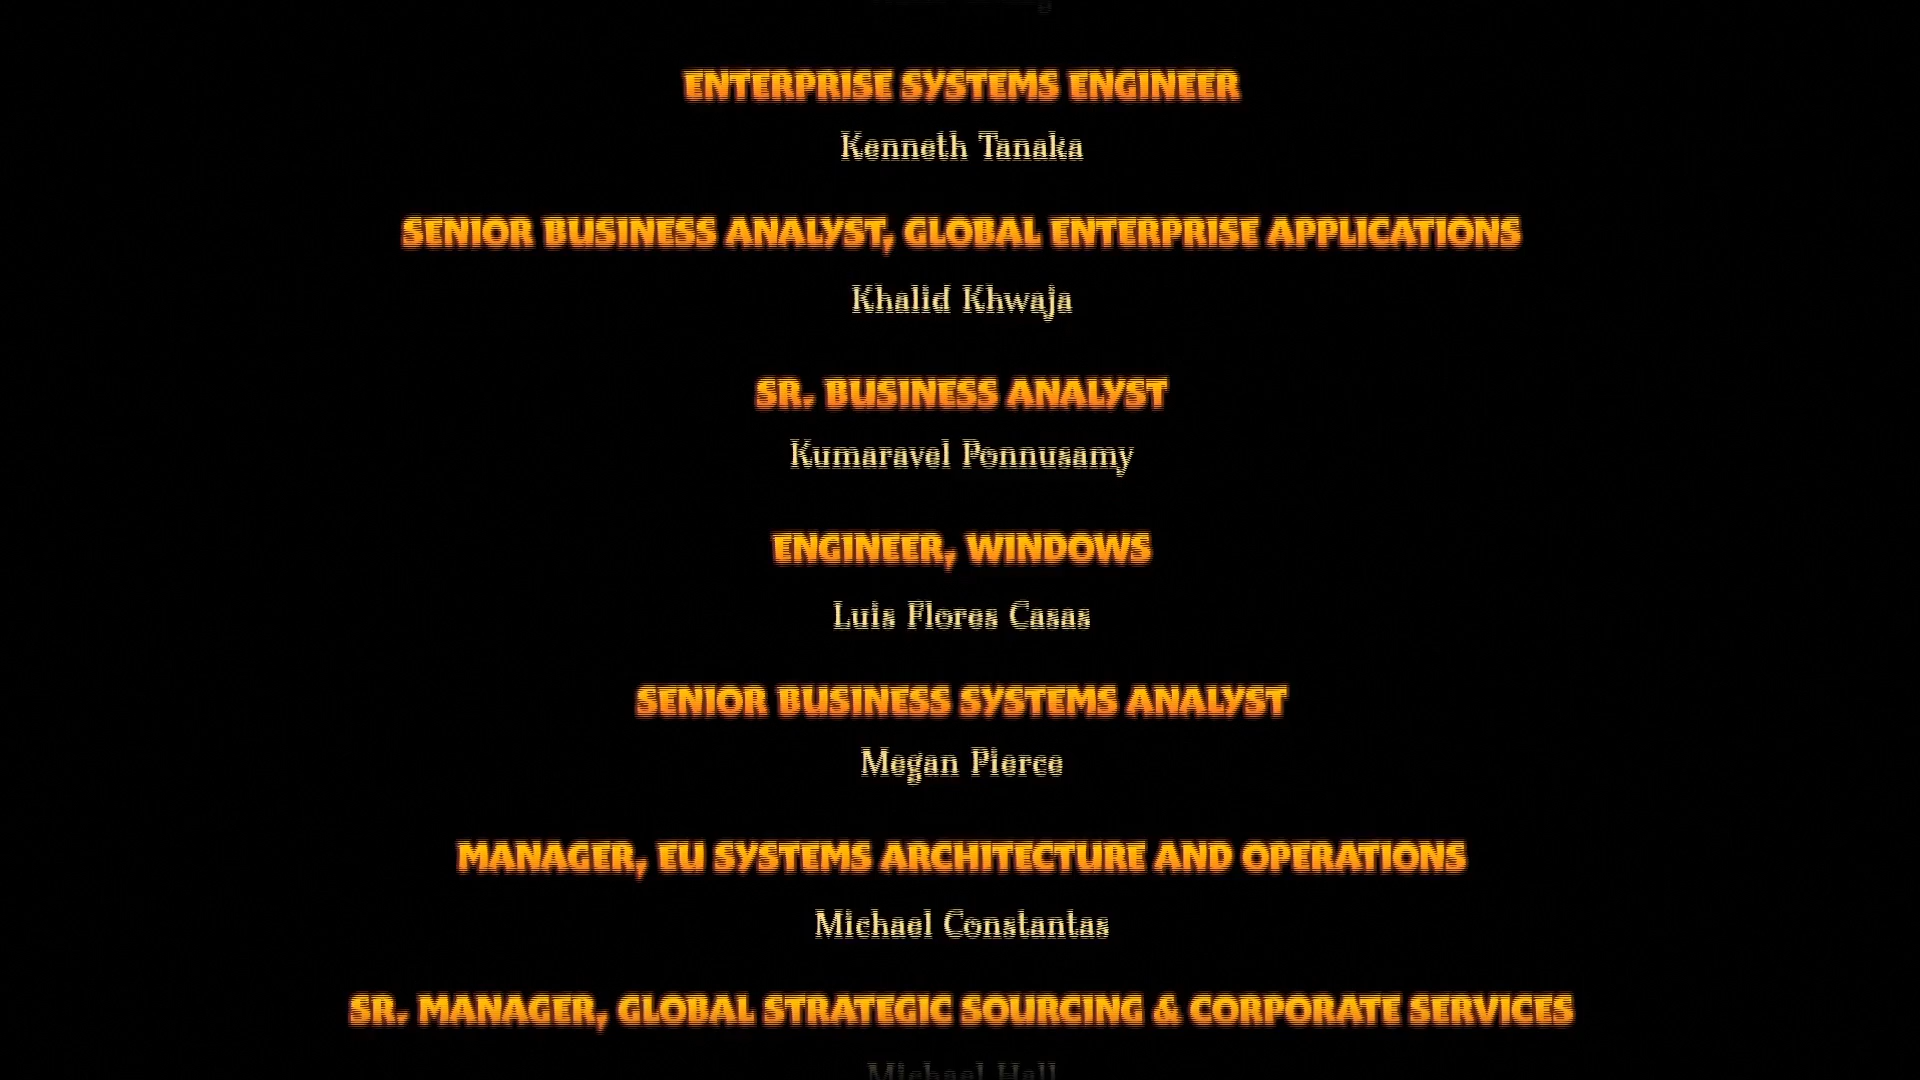 ENTERPRISE SYSTEMS ENGINEER
Kenneth Tanaka
SENIOR BUSINESS ANALYST, GLOBAL ENTERPRISE APPLICATIONS
Khalid Khwaja
SR. BUSINESS ANALYST
Kumaravel Ponnusamy
ENGINEER, WINDOWS
Luis Flores Casas
SENIOR BUSINESS SYSTEMS ANALYST
Megan Pierce
MANAGER, EU SYSTEMS ARCHITECTURE AND OPERATIONS
Michael Constantas
SR. MANAGER, GLOBAL STRATEGIC SOURCING & CORPORATE SERVICES
Michael Hall